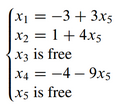 x₁ = −3 + 3x₅
x₂ = 1 + 4x₅
x₃ is free
x₄ = −4 − 9x₅
x₅ is free